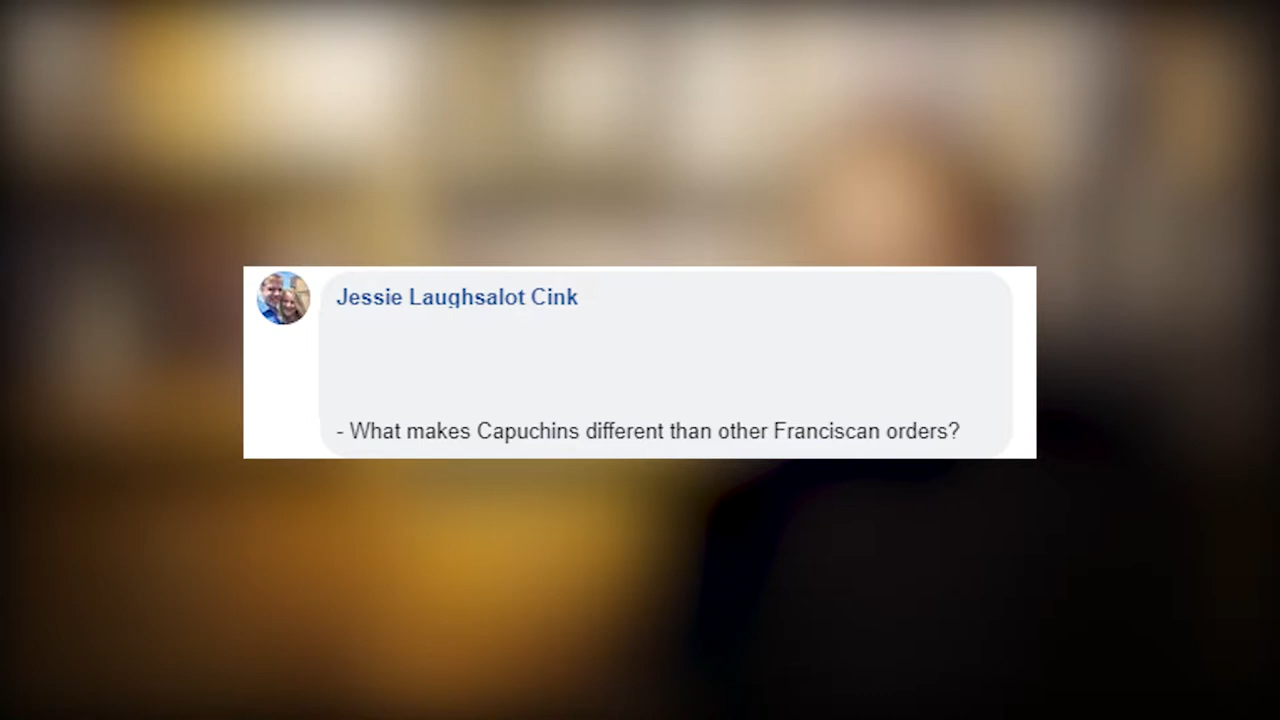 Jessie Laughsalot Cink
- What makes Capuchins different than other Franciscan orders?